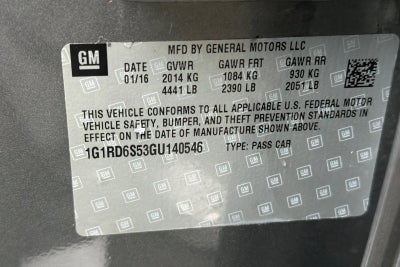 GM MFD BY GENERAL MOTORS LLC
DATE GVWR GAWR FRT GAWR RR
01/16 2014 KG 1084 KG 930 KG
4441 LB 2390 LB 2051 LB
THIS VEHICLE CONFORMS TO ALL APPLICABLE U.S. FEDERAL MOTOR
VEHICLE SAFETY, BUMPER, AND THEFT PREVENTION STANDARDS IN
EFFECT ON THE DATE OF MANUFACTURE SHOWN ABOVE.
1G1RD6S53GU140546 TYPE: PASS CAR